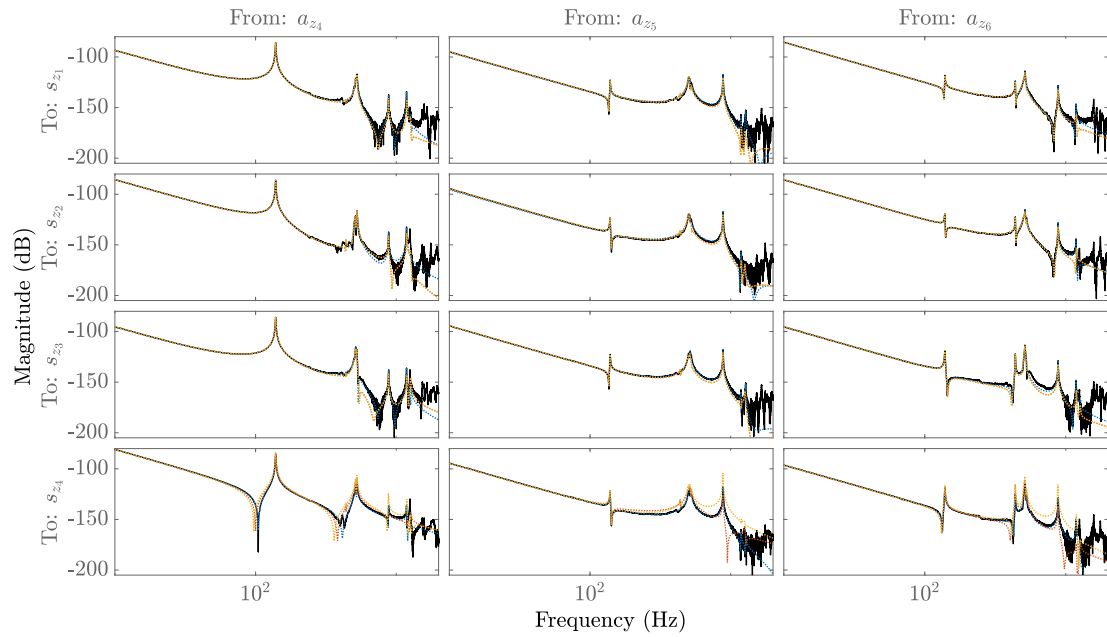 From: a_{z_4} From: a_{z_5} From: a_{z_6}
To: s_{z_1}
-100
-150
-200
To: s_{z_2}
-100
-150
-200
To: s_{z_3}
-100
-150
-200
To: s_{z_4}
-100
-150
-200
Magnitude (dB)
10^2 10^2 10^2
Frequency (Hz)